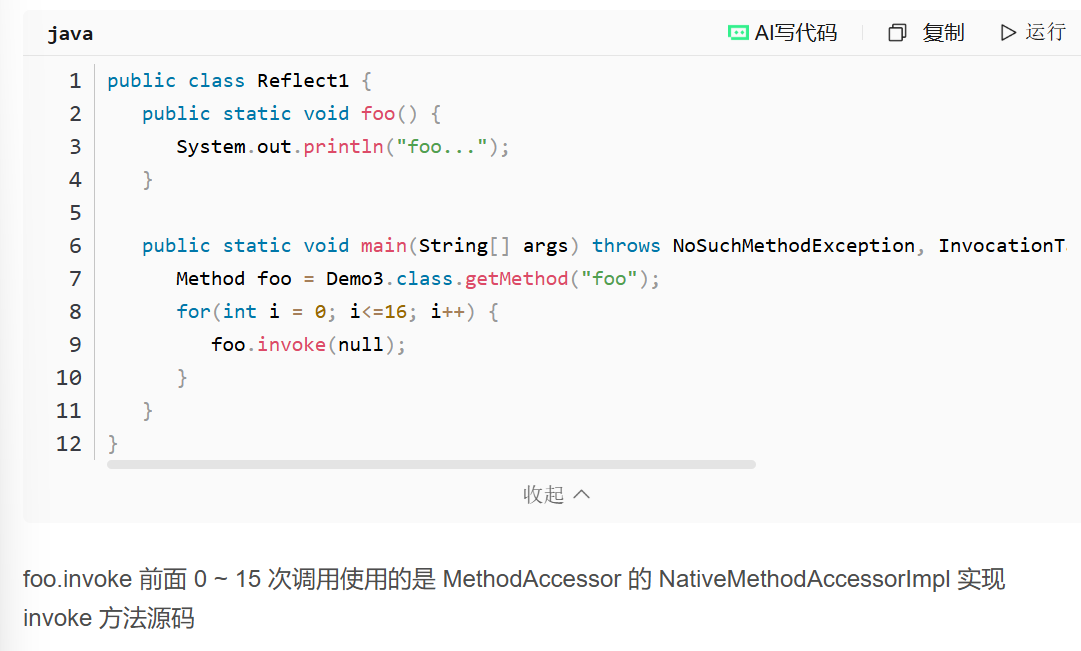 java
AI写代码
复制
运行
1 public class Reflect1 {
2 public static void foo() {
3 System.out.println("foo...");
4 }
5
6 public static void main(String[] args) throws NoSuchMethodException, InvocationTa
7 Method foo = Demo3.class.getMethod("foo");
8 for(int i = 0; i<=16; i++) {
9 foo.invoke(null);
10 }
11 }
12 }
收起
foo.invoke 前面 0 ~ 15 次调用使用的是 MethodAccessor 的 NativeMethodAccessorImpl 实现
invoke 方法源码